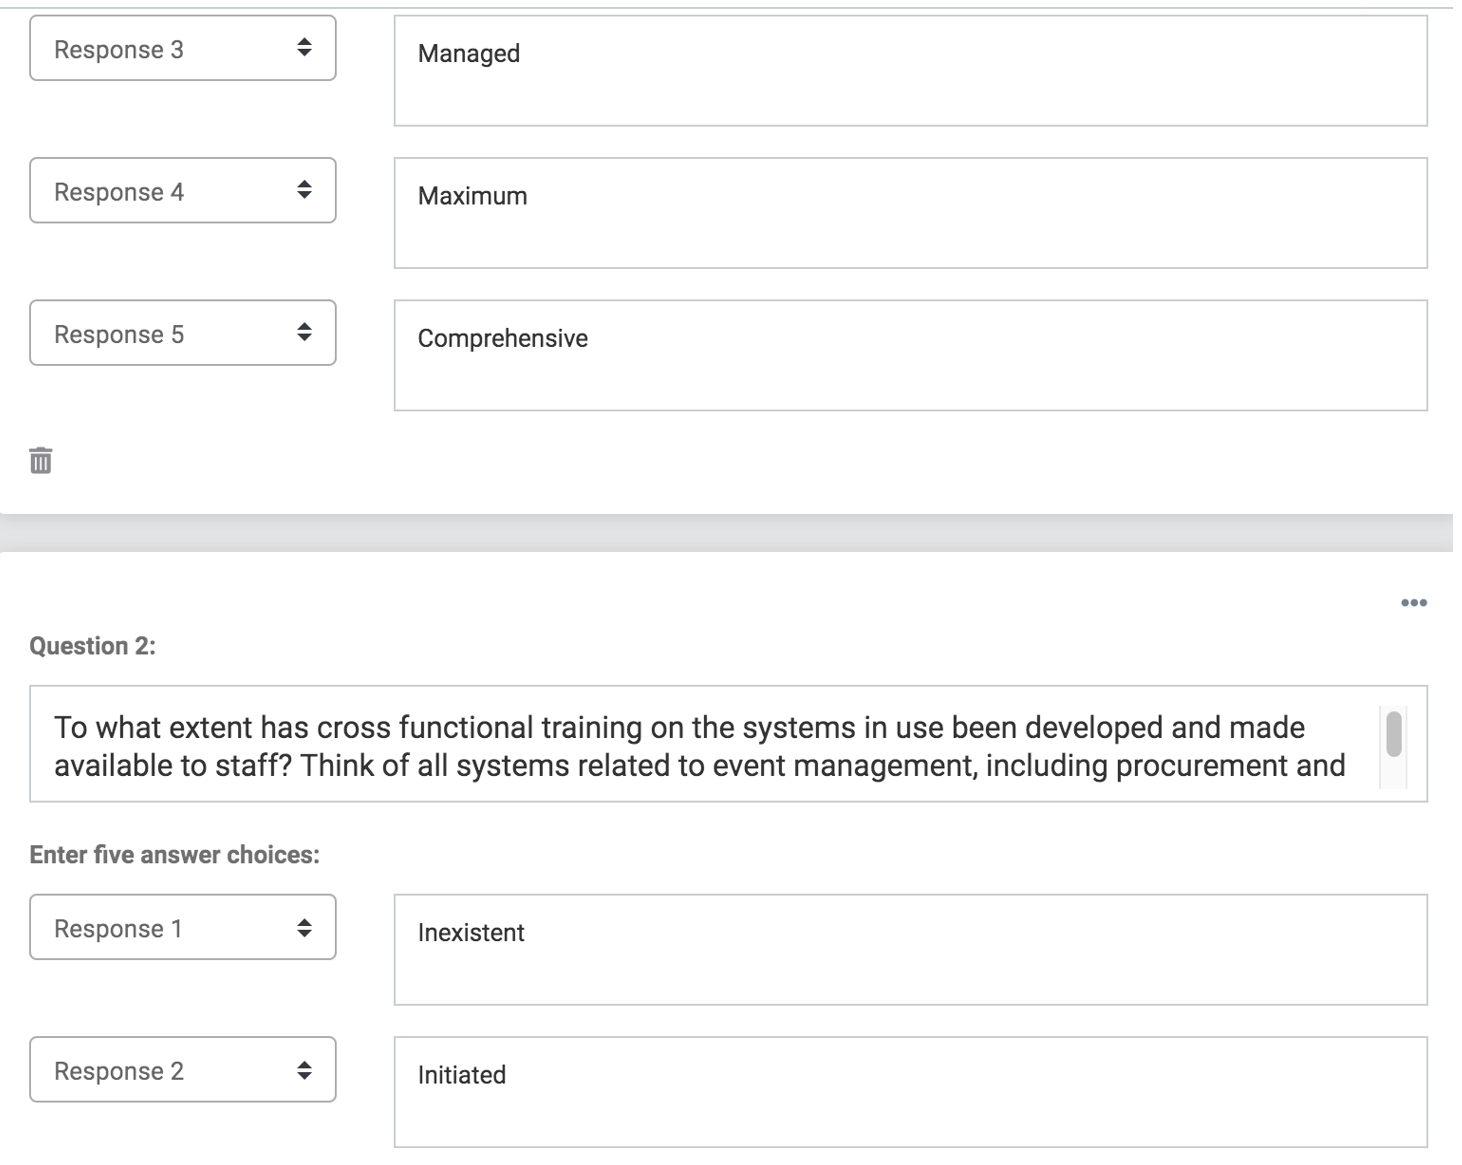 Response 3
Managed
Response 4
Maximum
Response 5
Comprehensive
Question 2:
To what extent has cross functional training on the systems in use been developed and made
available to staff? Think of all systems related to event management, including procurement and
Enter five answer choices:
Response 1
Inexistent
Response 2
Initiated